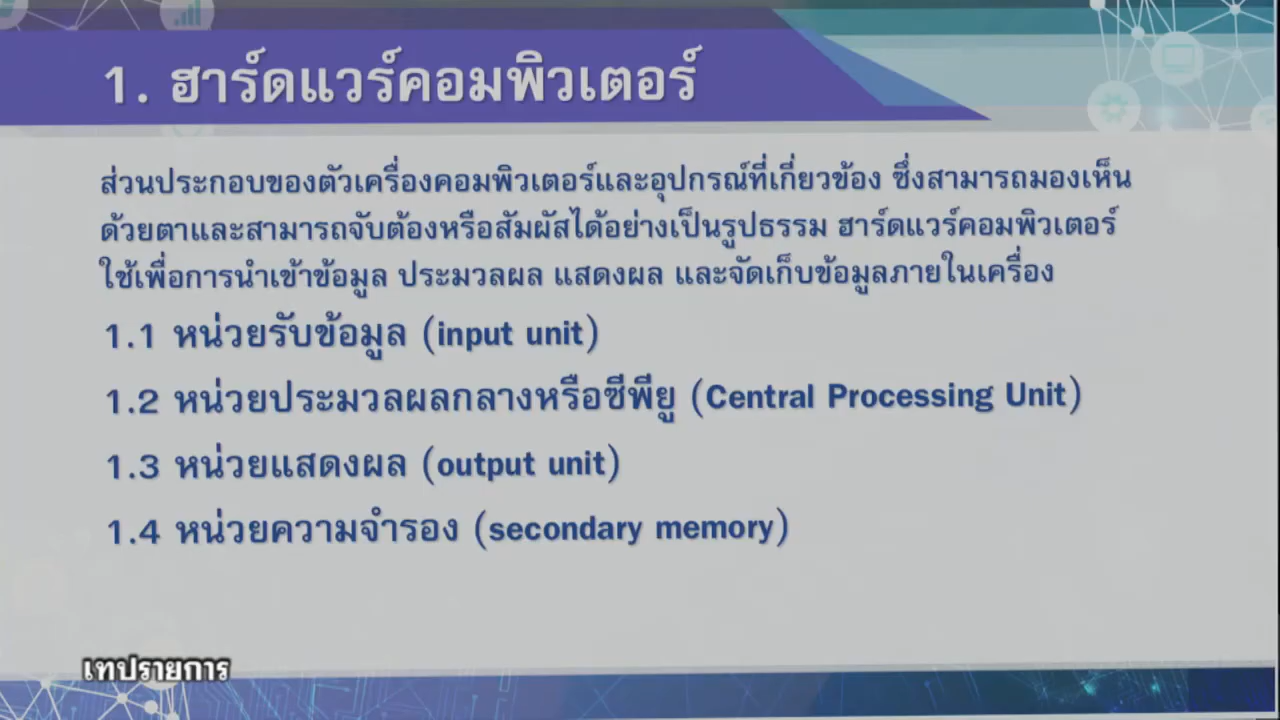 1. ฮาร์ดแวร์คอมพิวเตอร์
ส่วนประกอบของตัวเครื่องคอมพิวเตอร์และอุปกรณ์ที่เกี่ยวข้อง ซึ่งสามารถมองเห็น
ด้วยตาและสามารถจับต้องหรือสัมผัสได้อย่างเป็นรูปธรรม ฮาร์ดแวร์คอมพิวเตอร์
ใช้เพื่อการนำเข้าข้อมูล ประมวลผล แสดงผล และจัดเก็บข้อมูลภายในเครื่อง
1.1 หน่วยรับข้อมูล (input unit)
1.2 หน่วยประมวลผลกลางหรือซีพียู (Central Processing Unit)
1.3 หน่วยแสดงผล (output unit)
1.4 หน่วยความจำรอง (secondary memory)
เทปรายการ